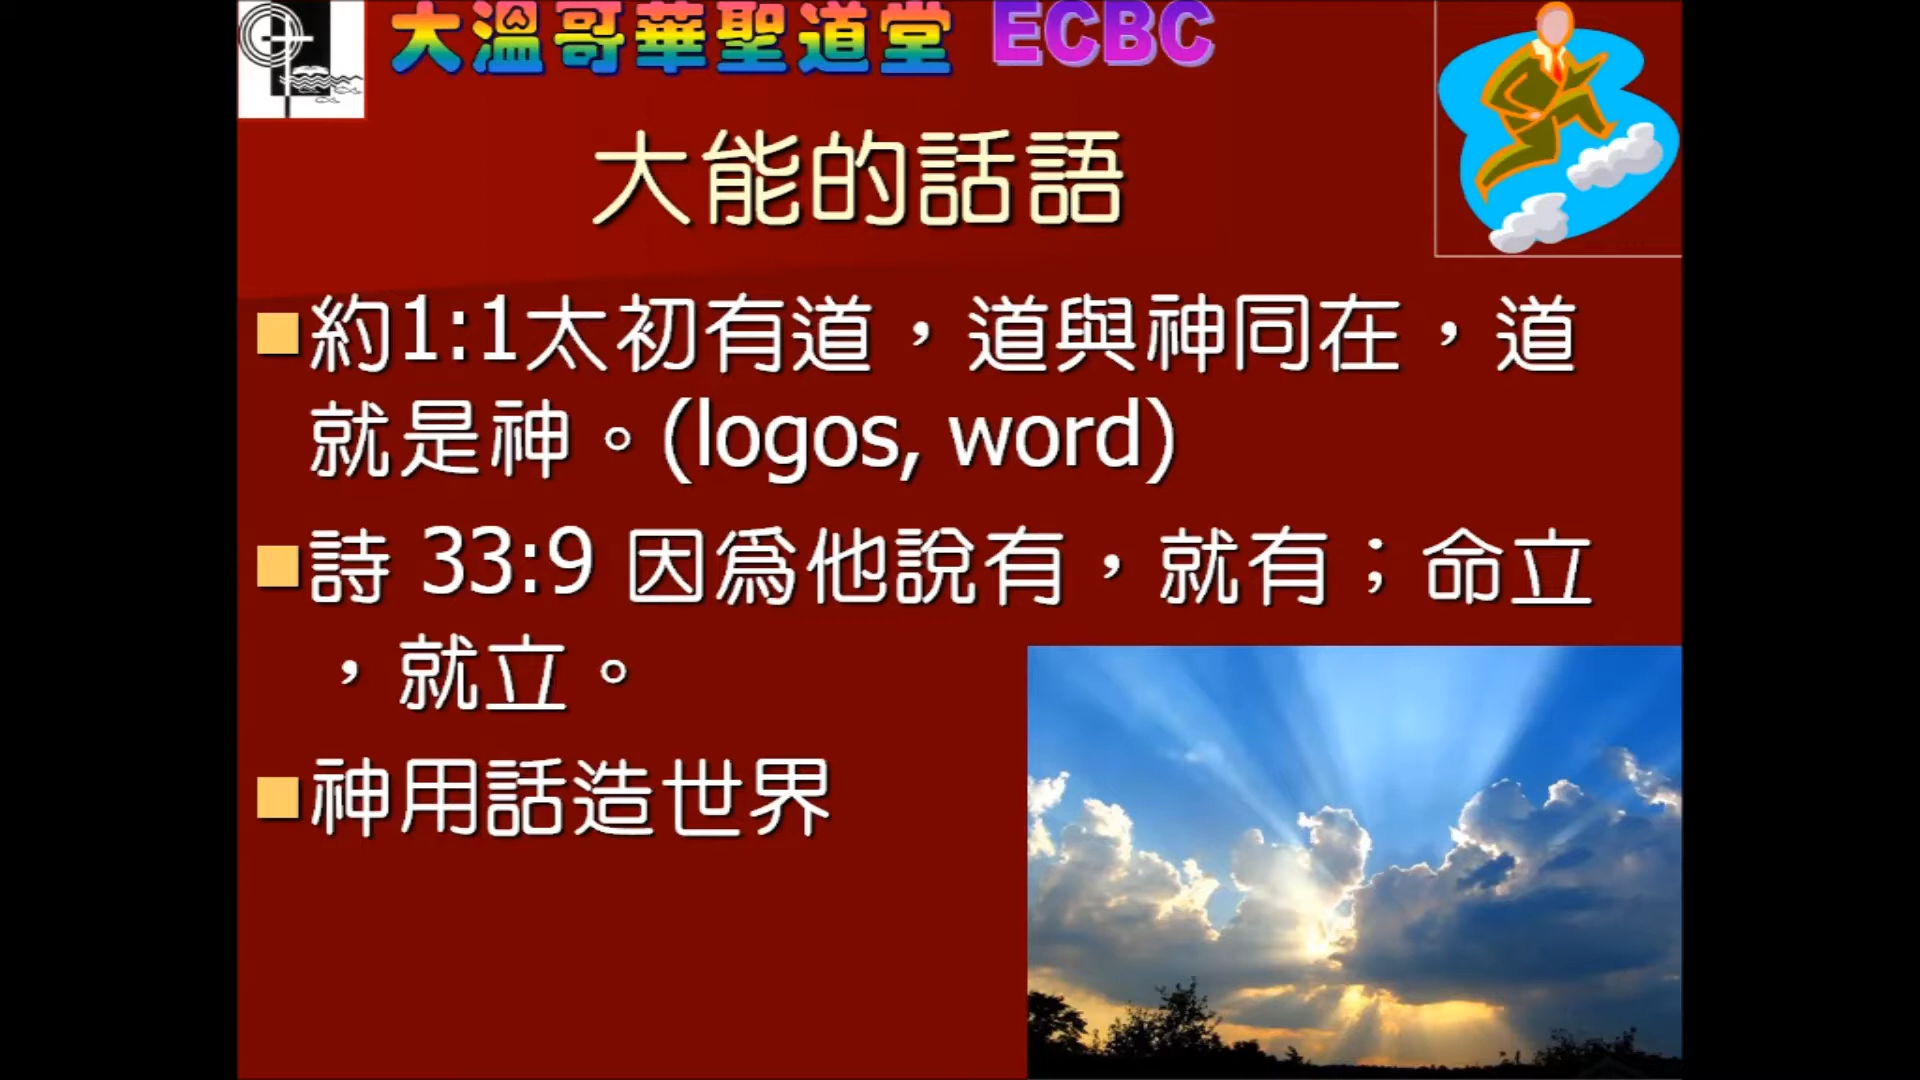 大溫哥華聖道堂 ECBC
大能的話語
約1:1太初有道，道與神同在，道
就是神。(logos, word)
詩 33:9 因爲他說有，就有；命立
，就立。
神用話造世界